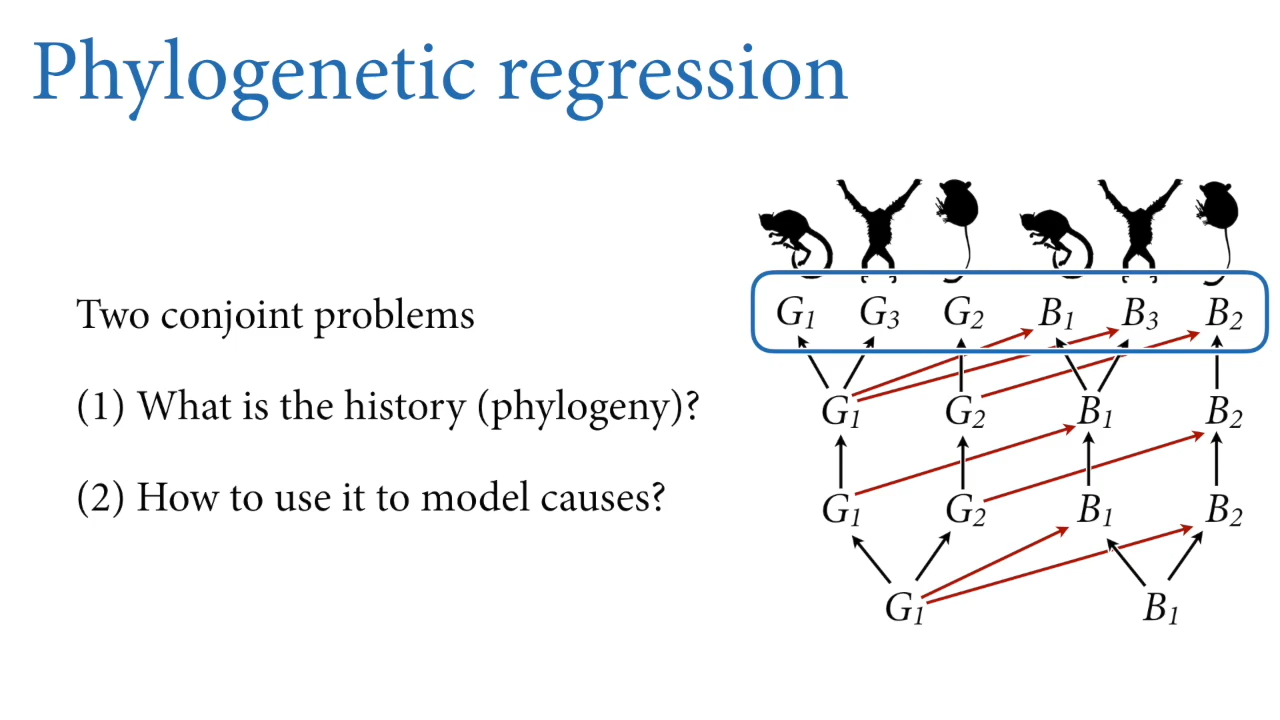 Phylogenetic regression
Two conjoint problems
(1) What is the history (phylogeny)?
(2) How to use it to model causes?
G1 G3 G2 B1 B3 B2
G1 G2 B1 B2
G1 G2 B1 B2
G1 B1